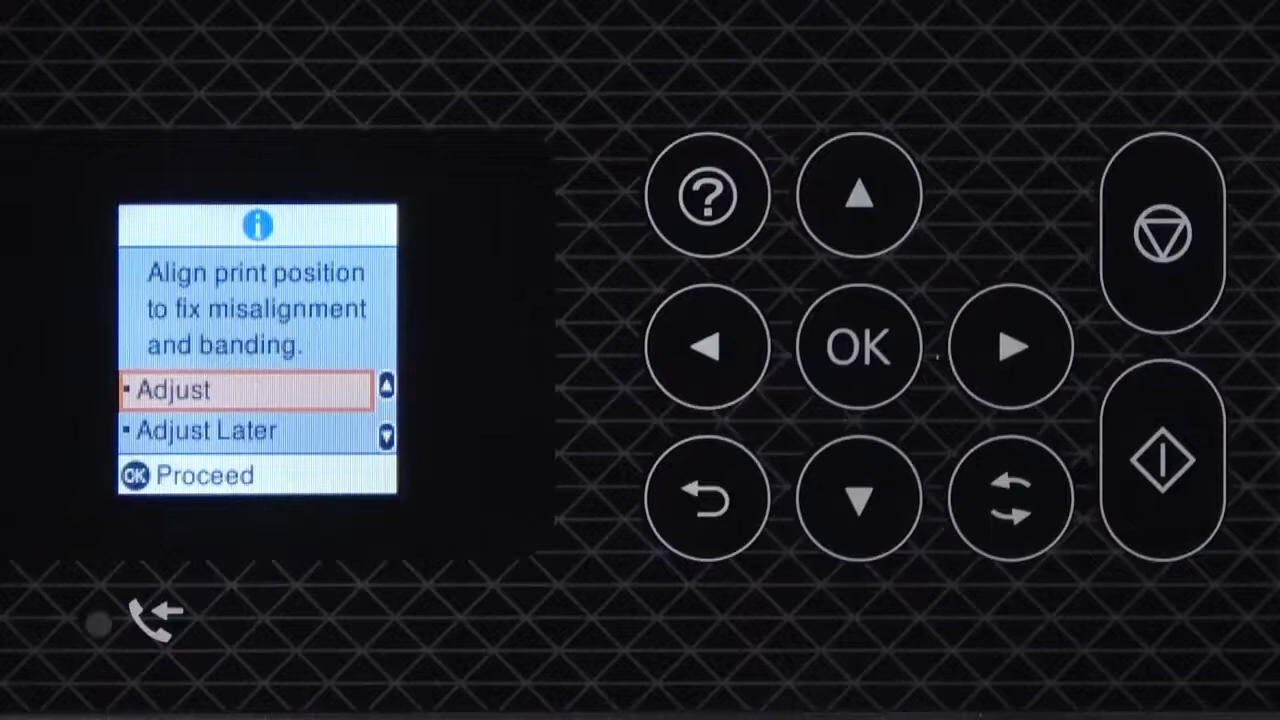 i
Align print position
to fix misalignment
and banding.
Adjust
Adjust Later
OK Proceed
?
OK